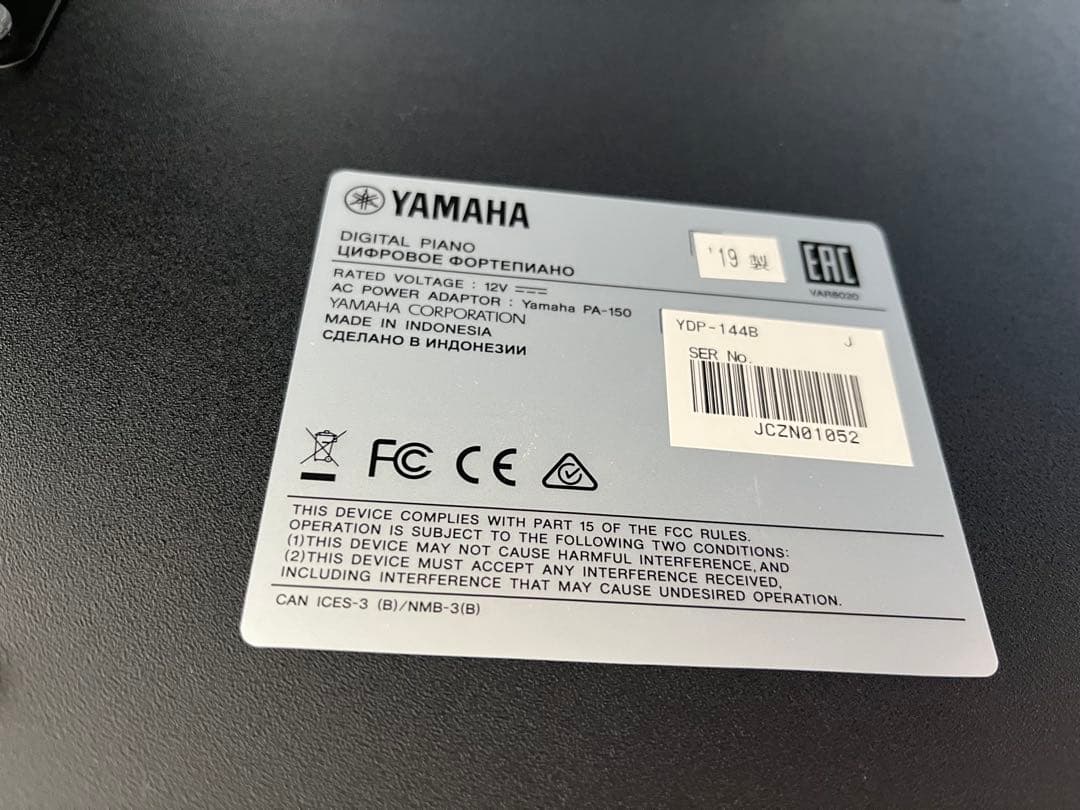 YAMAHA
DIGITAL PIANO
ЦИФРОВОЕ ФОРТЕПИАНО
'19 製
EAC
VAR8020
RATED VOLTAGE : 12V
AC POWER ADAPTOR : Yamaha PA-150
YAMAHA CORPORATION
MADE IN INDONESIA
СДЕЛАНО В ИНДОНЕЗИИ
YDP-144B J
SER No.
JCZN01052
FC CE
THIS DEVICE COMPLIES WITH PART 15 OF THE FCC RULES.
OPERATION IS SUBJECT TO THE FOLLOWING TWO CONDITIONS:
(1)THIS DEVICE MAY NOT CAUSE HARMFUL INTERFERENCE, AND
(2)THIS DEVICE MUST ACCEPT ANY INTERFERENCE RECEIVED,
INCLUDING INTERFERENCE THAT MAY CAUSE UNDESIRED OPERATION.
CAN ICES-3 (B)/NMB-3(B)